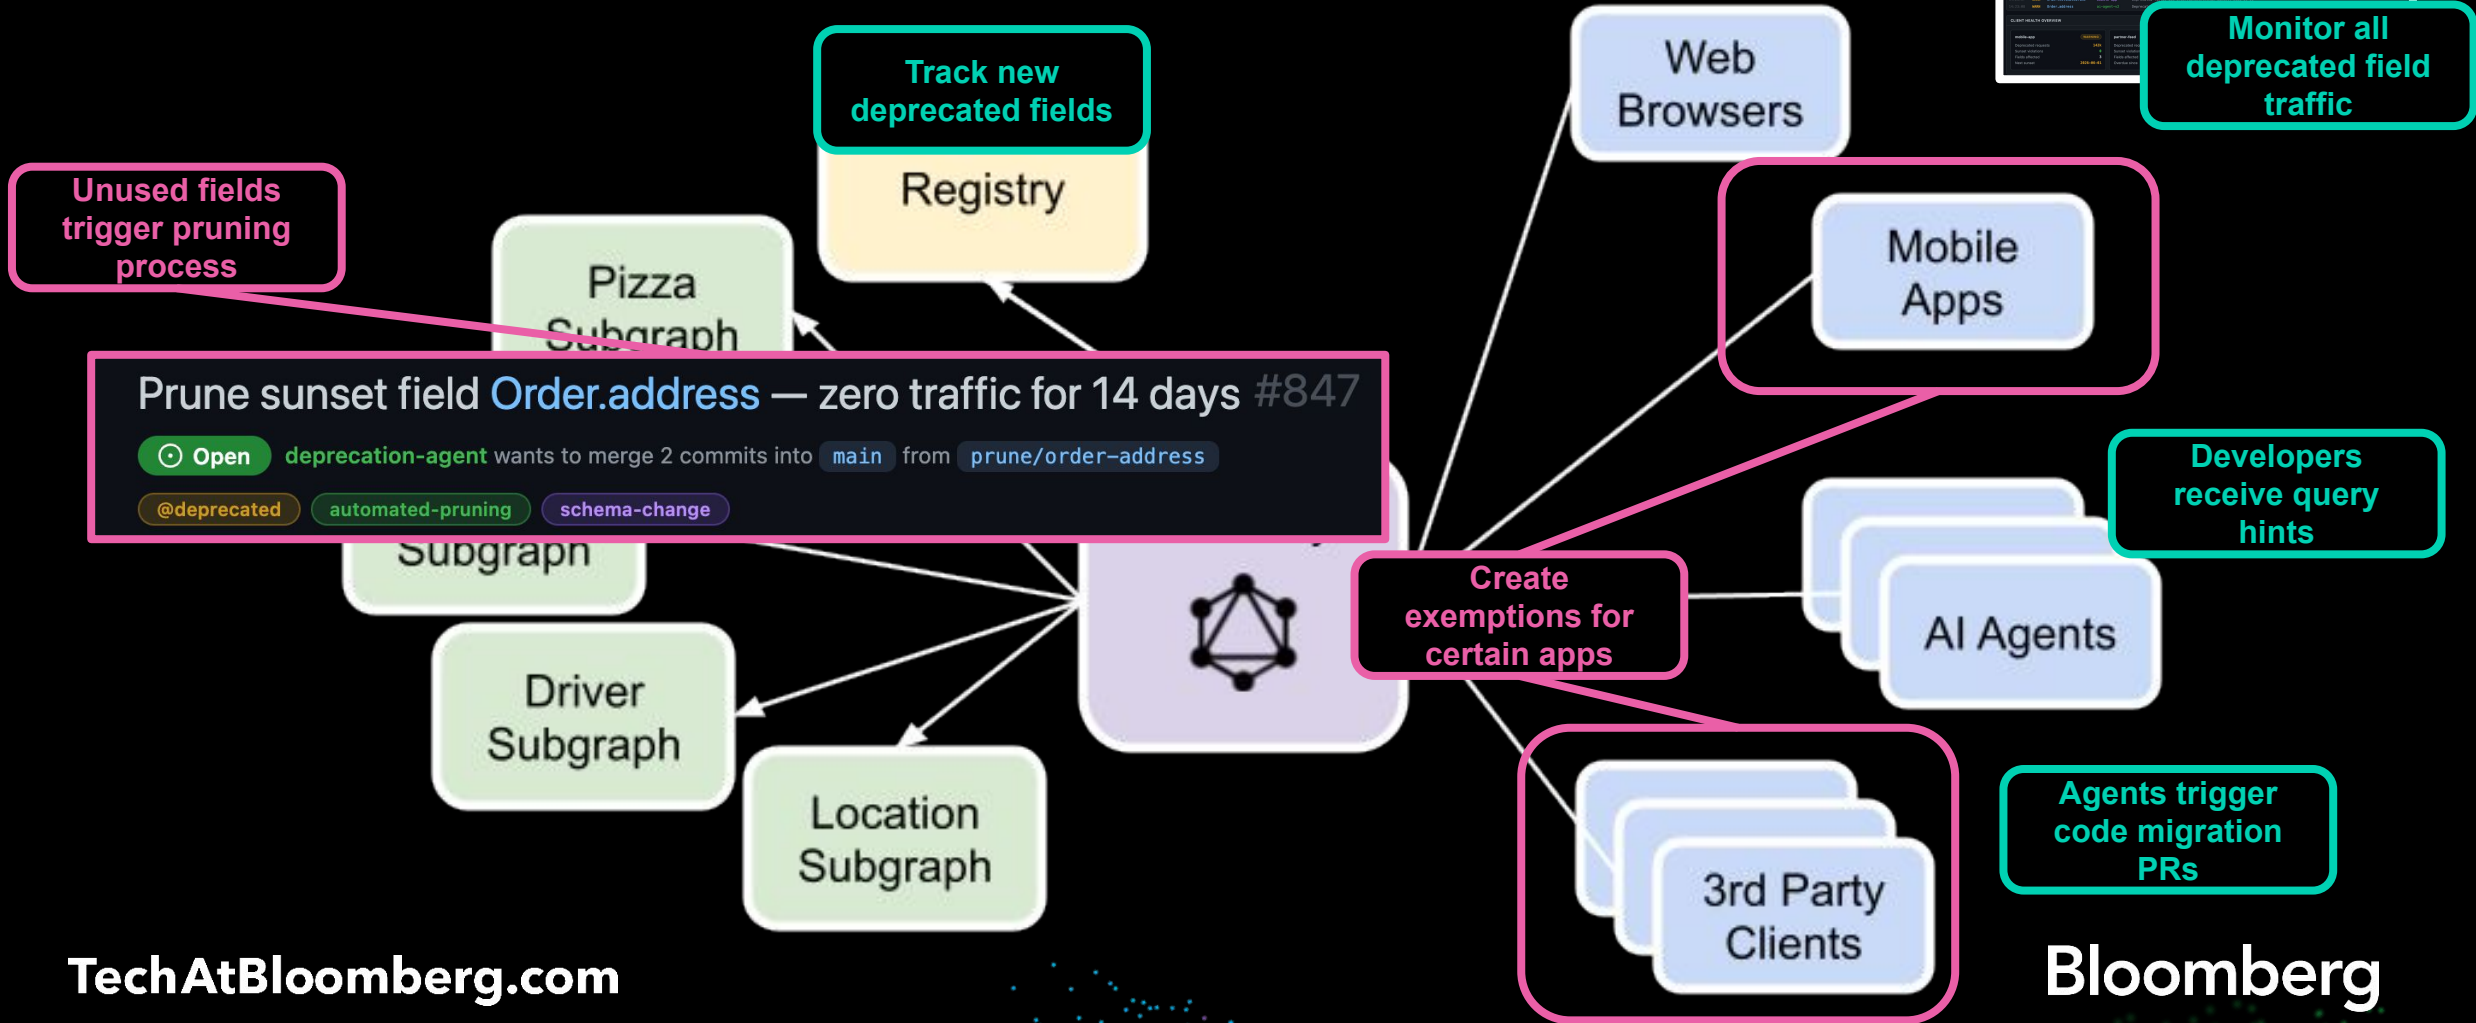 Web
Browsers
Monitor all
deprecated field
traffic
CLIENT HEALTH OVERVIEW
Track new
deprecated fields
Registry
Unused fields
trigger pruning
process
Pizza
Subgraph
Mobile
Apps
Prune sunset field Order.address — zero traffic for 14 days #847
Open deprecation-agent wants to merge 2 commits into main from prune/order-address
@deprecated automated-pruning schema-change
Subgraph
Developers
receive query
hints
Create
exemptions for
certain apps
AI Agents
Driver
Subgraph
Location
Subgraph
Agents trigger
code migration
PRs
3rd Party
Clients
TechAtBloomberg.com
Bloomberg